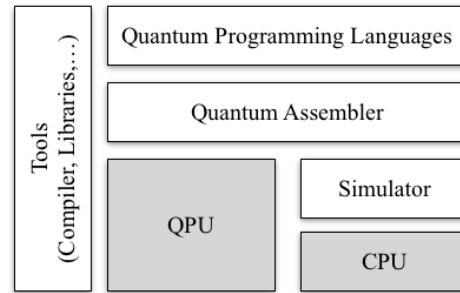 Tools
(Compiler, Libraries,…)
Quantum Programming Languages
Quantum Assembler
QPU
Simulator
CPU